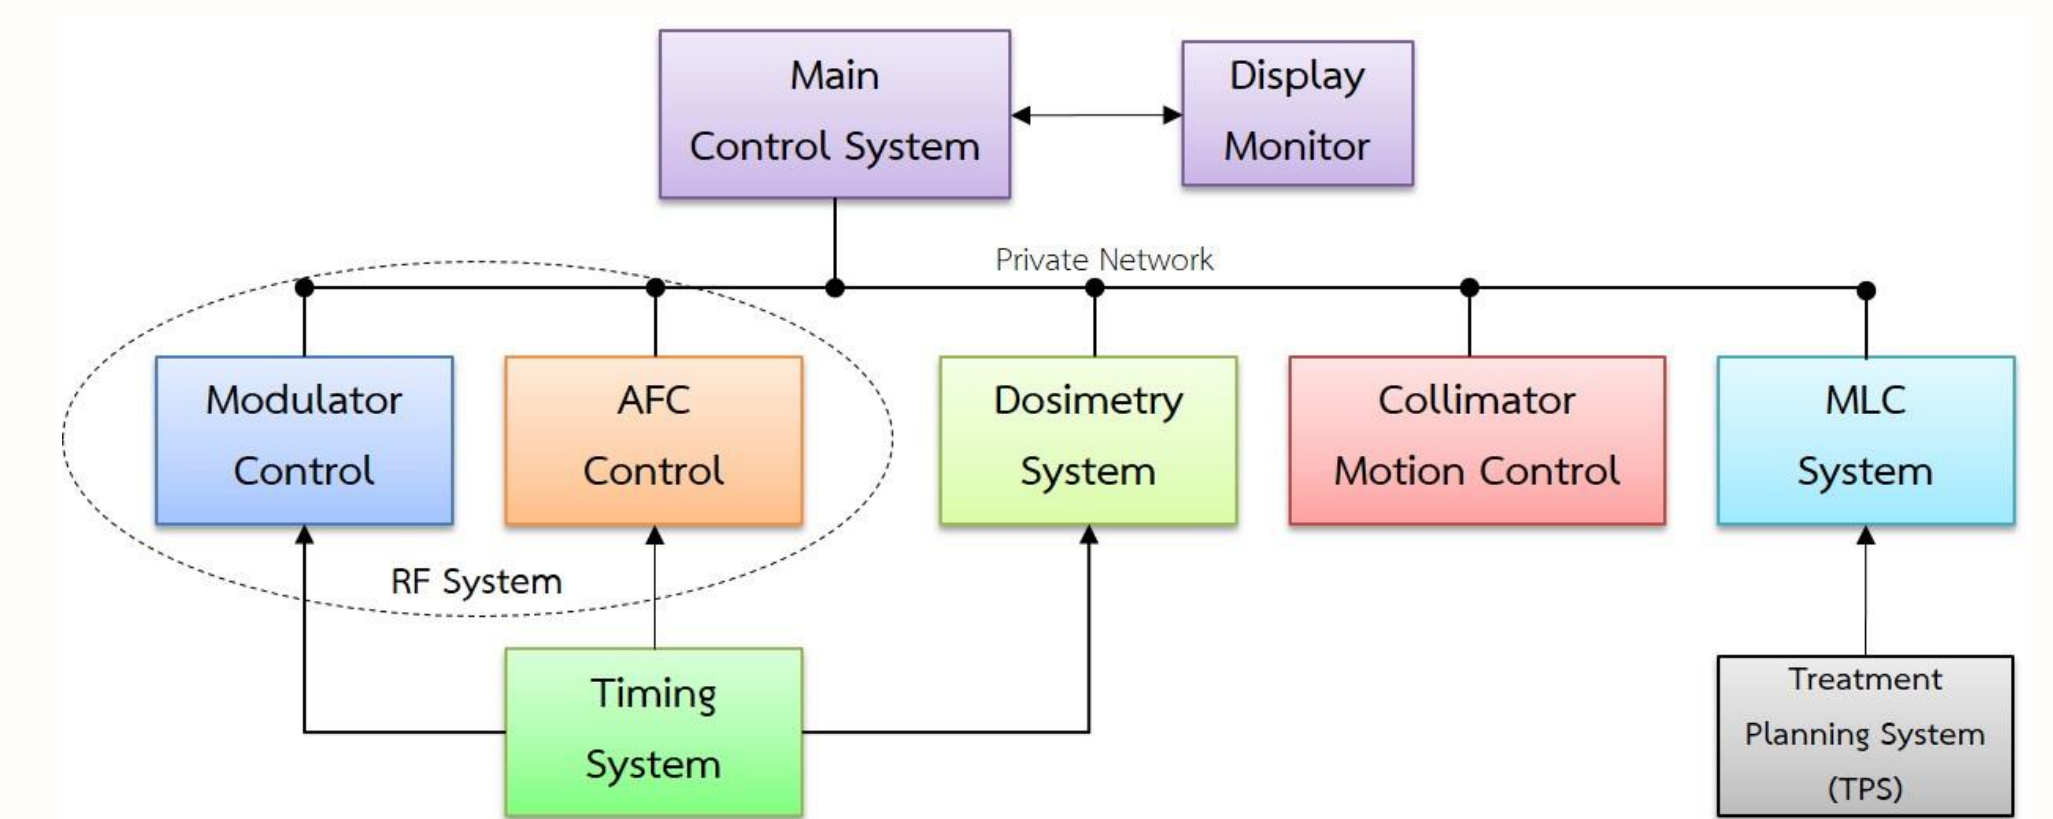 Main
Control System
Display
Monitor
Private Network
Modulator
Control
AFC
Control
Dosimetry
System
Collimator
Motion Control
MLC
System
RF System
Timing
System
Treatment
Planning System
(TPS)